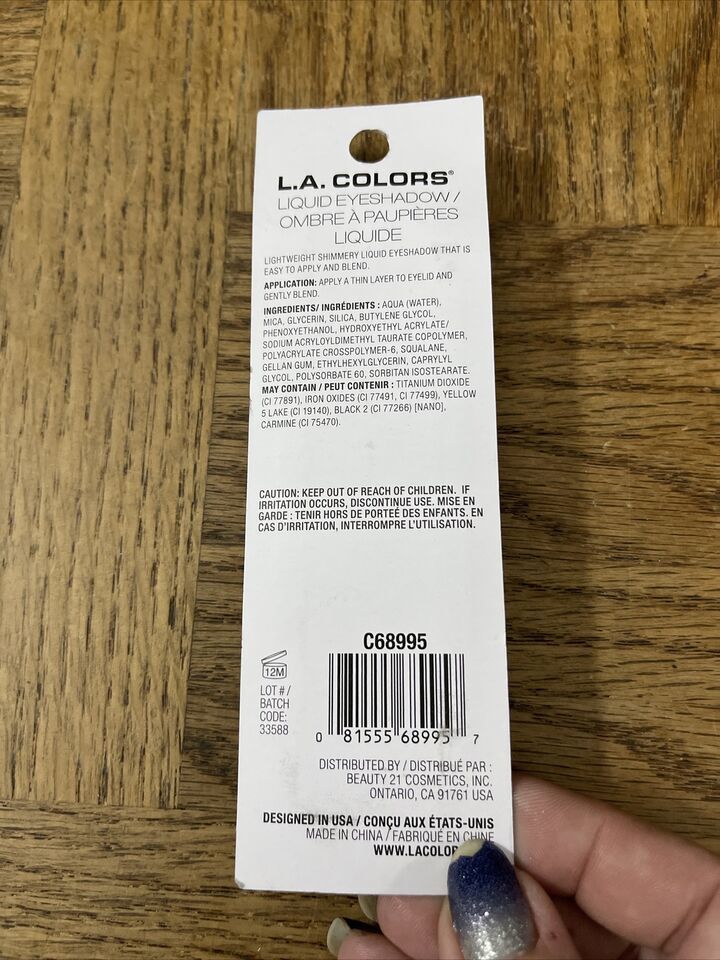 L.A. COLORS®
LIQUID EYESHADOW /
OMBRE À PAUPIÈRES
LIQUIDE
LIGHTWEIGHT SHIMMERY LIQUID EYESHADOW THAT IS
EASY TO APPLY AND BLEND.
APPLICATION: APPLY A THIN LAYER TO EYELID AND
GENTLY BLEND.
INGREDIENTS/ INGRÉDIENTS : AQUA (WATER),
MICA, GLYCERIN, SILICA, BUTYLENE GLYCOL,
PHENOXYETHANOL, HYDROXYETHYL ACRYLATE/
SODIUM ACRYLOYLDIMETHYL TAURATE COPOLYMER,
POLYACRYLATE CROSSPOLYMER-6, SQUALANE,
GELLAN GUM, ETHYLHEXYLGLYCERIN, CAPRYLYL
GLYCOL, POLYSORBATE 60, SORBITAN ISOSTEARATE.
MAY CONTAIN / PEUT CONTENIR : TITANIUM DIOXIDE
(CI 77891), IRON OXIDES (CI 77491, CI 77499), YELLOW
5 LAKE (CI 19140), BLACK 2 (CI 77266) [NANO],
CARMINE (CI 75470).
CAUTION: KEEP OUT OF REACH OF CHILDREN. IF
IRRITATION OCCURS, DISCONTINUE USE. MISE EN
GARDE : TENIR HORS DE PORTEÉ DES ENFANTS. EN
CAS D'IRRITATION, INTERROMPRE L'UTILISATION.
C68995
12M
LOT # /
BATCH
CODE:
33588
0 81555 68995 7
DISTRIBUTED BY / DISTRIBUÉ PAR :
BEAUTY 21 COSMETICS, INC.
ONTARIO, CA 91761 USA
DESIGNED IN USA / CONÇU AUX ÉTATS-UNIS
MADE IN CHINA / FABRIQUÉ EN CHINE
WWW.LACOLOR